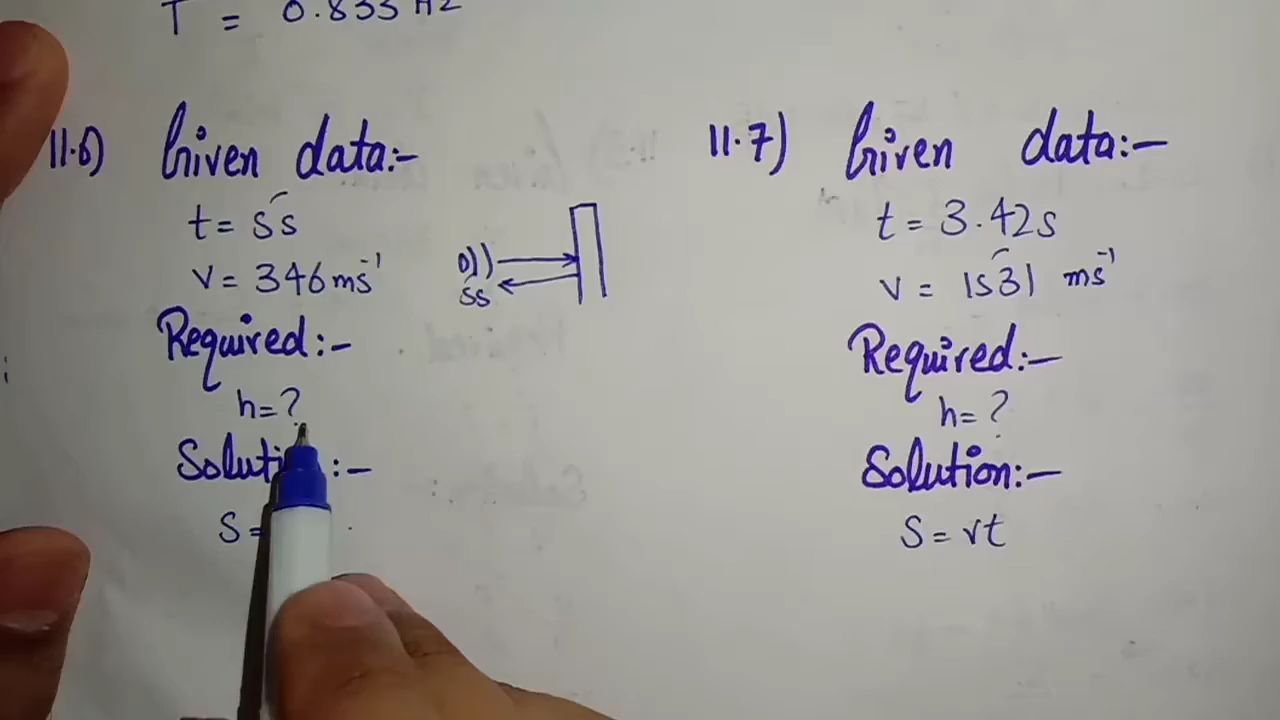 T = 0.833 Hz
11.6) Given data:-
t = 5s
v = 346 ms⁻¹
5s
Required:-
h = ?
Solution:-
S =
11.7) Given data:-
t = 3.42s
v = 1531 ms⁻¹
Required:-
h = ?
Solution:-
S = vt